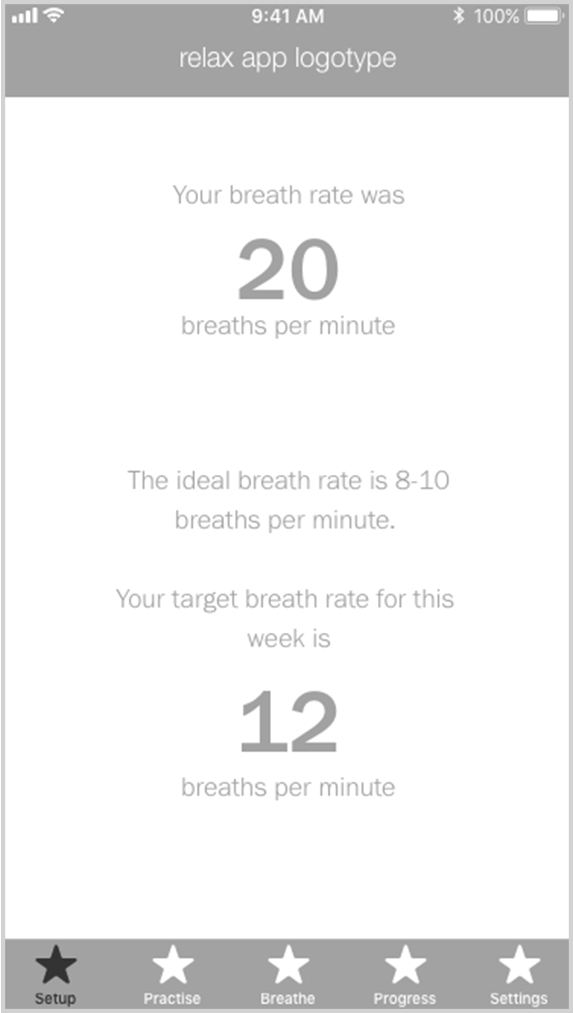 9:41 AM
100%
relax app logotype
Your breath rate was
20
breaths per minute
The ideal breath rate is 8-10
breaths per minute.
Your target breath rate for this
week is
12
breaths per minute
Setup
Practise
Breathe
Progress
Settings